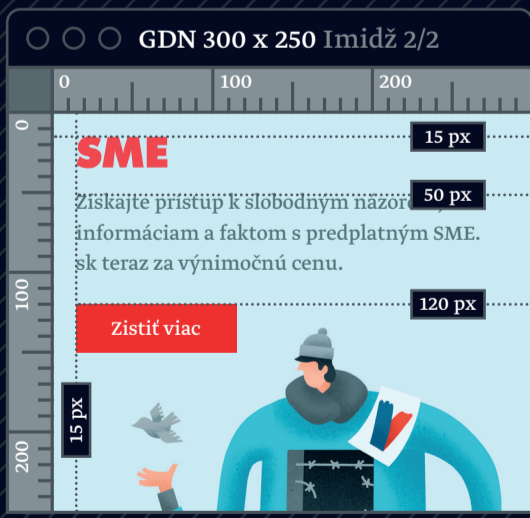 GDN 300 x 250 Imidž 2/2
0 100 200
0
100
200
15 px
SME
50 px
Získajte prístup k slobodným
informáciam a faktom s predplatným SME.
sk teraz za výnimočnú cenu.
120 px
Zistiť viac
15 px